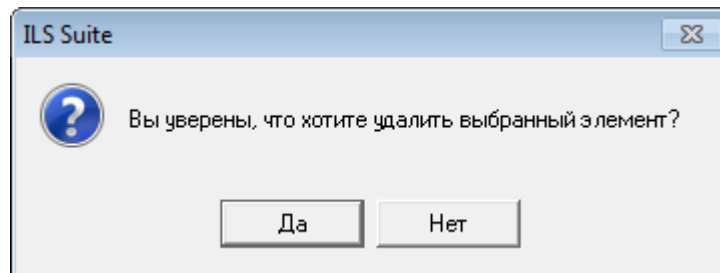 ILS Suite
Вы уверены, что хотите удалить выбранный элемент?
Да
Нет